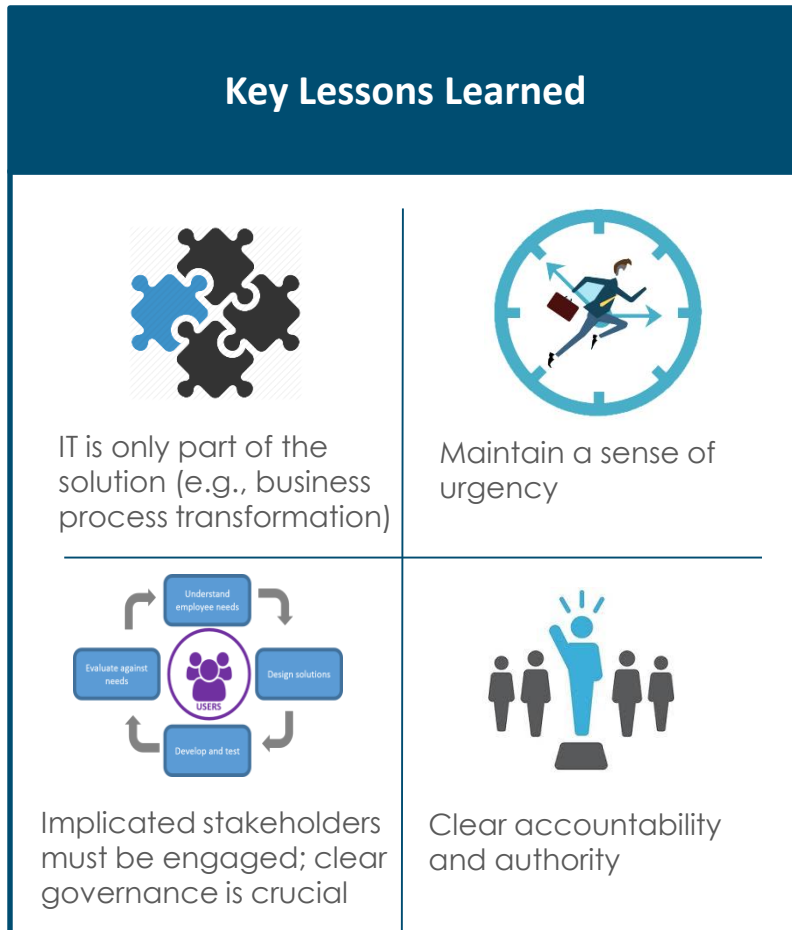 Key Lessons Learned
IT is only part of the
solution (e.g., business
process transformation)
Maintain a sense of
urgency
Understand
employee needs
Evaluate against
needs
Design solutions
USERS
Develop and test
Implicated stakeholders
must be engaged; clear
governance is crucial
Clear accountability
and authority